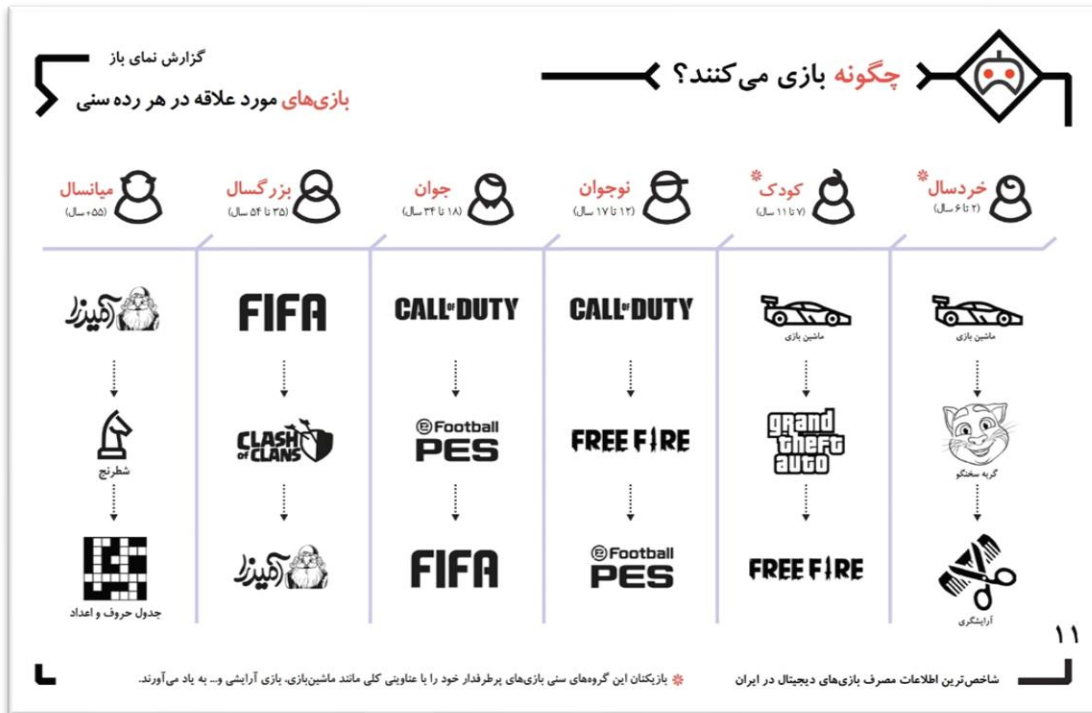 چگونه بازی می‌کنند؟
گزارش نمای باز
بازی‌های مورد علاقه در هر رده سنی
خردسال*
(۲ تا ۶ سال)
کودک*
(۷ تا ۱۱ سال)
نوجوان
(۱۲ تا ۱۷ سال)
جوان
(۱۸ تا ۳۴ سال)
بزرگسال
(۳۵ تا ۵۴ سال)
میانسال
(۵۵+ سال)
ماشین بازی
گربه سخنگو
آرایشگری
ماشین بازی
grand
theft
auto
FREE FIRE
CALL OF DUTY
FREE FIRE
eFootball
PES
CALL OF DUTY
eFootball
PES
FIFA
FIFA
CLASH
OF CLANS
آمیرزا
آمیرزا
شطرنج
جدول حروف و اعداد
۱۱
شاخص‌ترین اطلاعات مصرف بازی‌های دیجیتال در ایران
* بازیکنان این گروه‌های سنی بازی‌های پرطرفدار خود را با عناوینی کلی مانند ماشین‌بازی، بازی آرایشی و... به یاد می‌آورند.